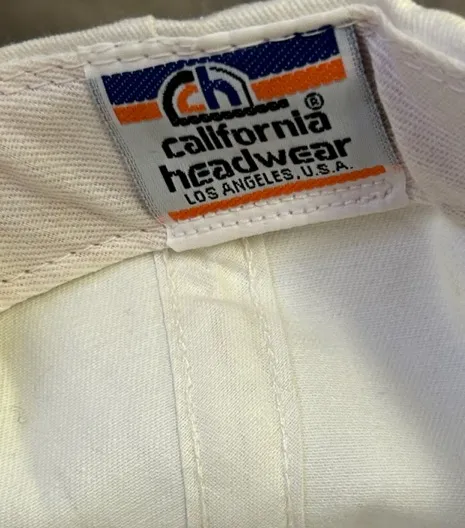 ch
california®
headwear
LOS ANGELES, U.S.A.